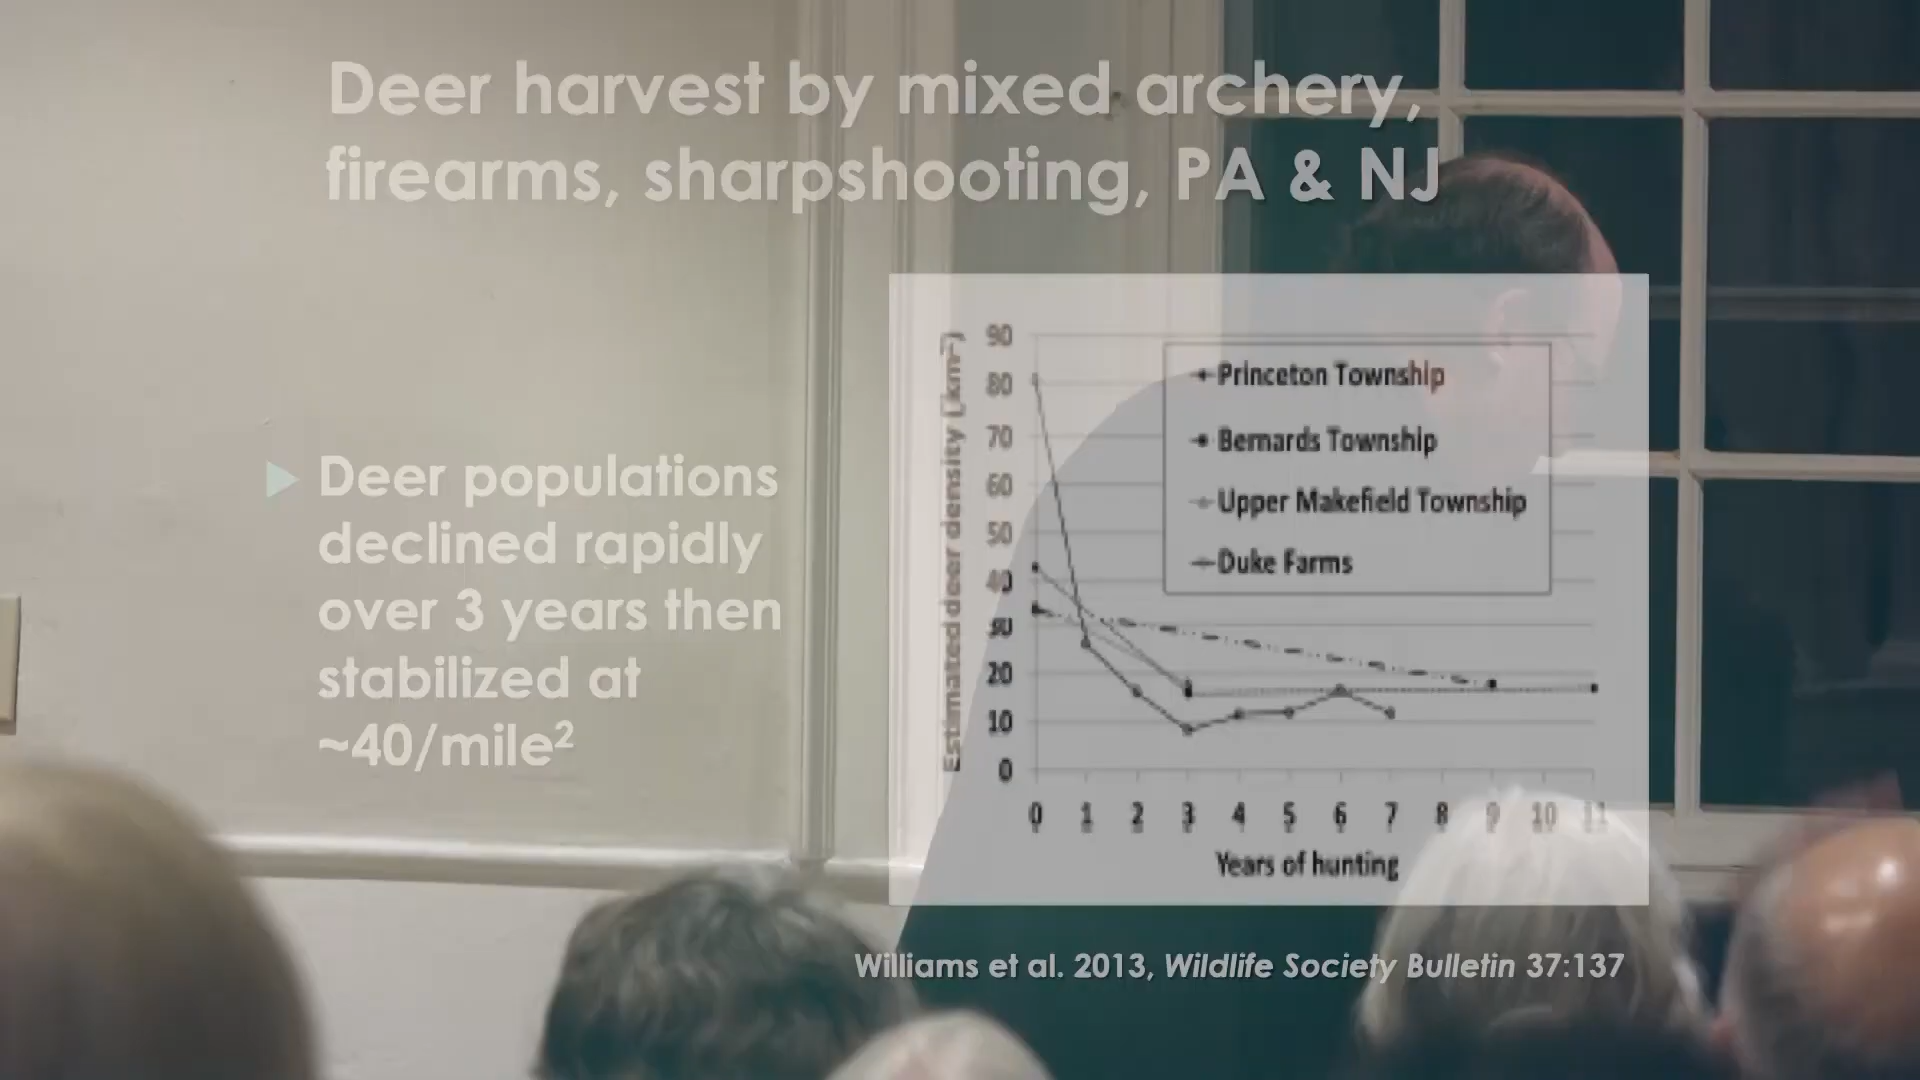 Deer harvest by mixed archery,
firearms, sharpshooting, PA & NJ
Deer populations
declined rapidly
over 3 years then
stabilized at
~40/mile²
Estimated deer density (/km²)
90
80
70
60
50
40
30
20
10
0
Princeton Township
Bernards Township
Upper Makefield Township
Duke Farms
0 1 2 3 4 5 6 7 8 9 10 11
Years of hunting
Williams et al. 2013, Wildlife Society Bulletin 37:137